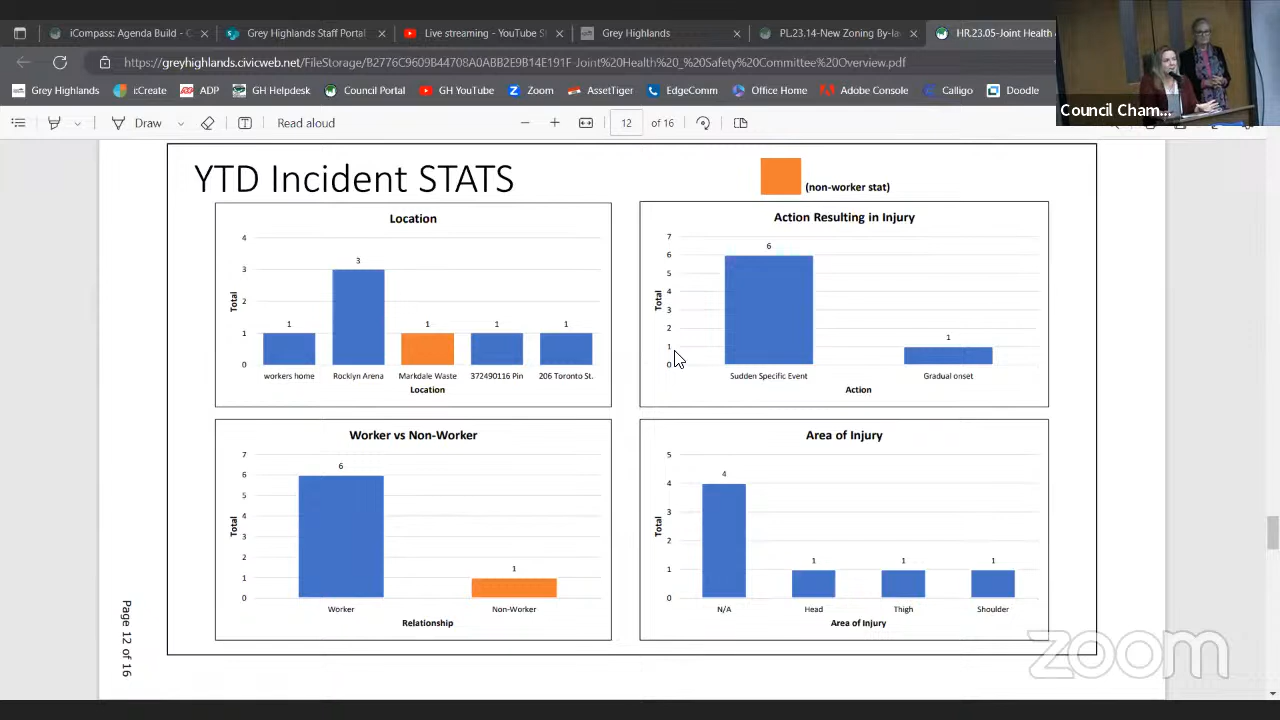 iCompass: Agenda Build - C
Grey Highlands Staff Portal
Live streaming - YouTube S
Grey Highlands
PL.23.14-New Zoning By-la
HR.23.05-Joint Health
https://greyhighlands.civicweb.net/FileStorage/B2776C9609B44709A0ABB2E9B14E191F-Joint%20Health%20_%20Safety%20Committee%20Overview.pdf
Grey Highlands
iCreate
ADP
GH Helpdesk
Council Portal
GH YouTube
Zoom
AssetTiger
EdgeComm
Office Home
Adobe Console
Calligo
Doodle
Council Cham...
Draw
Read aloud
12 of 16
YTD Incident STATS
(non-worker stat)
Location
4
3
2
1
0
Total
1
3
1
1
1
workers home
Rocklyn Arena
Markdale Waste
372490116 Pin
206 Toronto St.
Location
Action Resulting in Injury
7
6
5
4
3
2
1
0
Total
6
1
Sudden Specific Event
Gradual onset
Action
Worker vs Non-Worker
7
6
5
4
3
2
1
0
Total
6
1
Worker
Non-Worker
Relationship
Area of Injury
5
4
3
2
1
0
Total
4
1
1
1
N/A
Head
Thigh
Shoulder
Area of Injury
Page 12 of 16
zoom